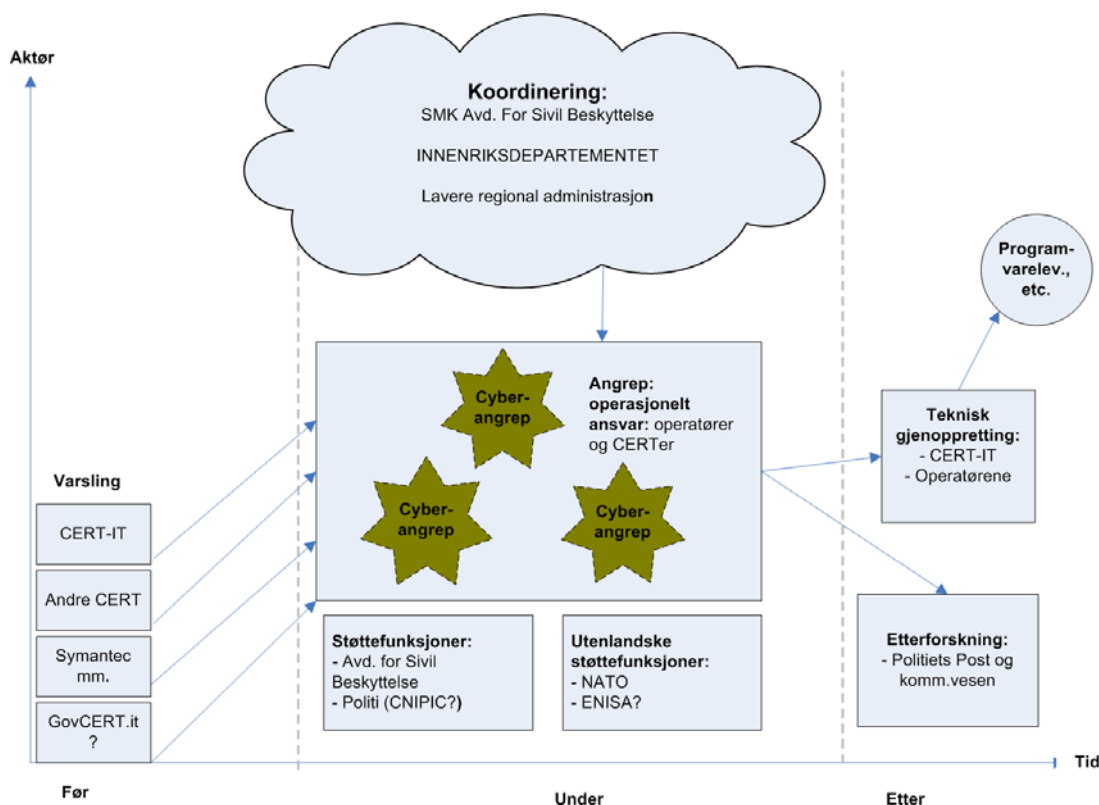 Aktør
Koordinering:
SMK Avd. For Sivil Beskyttelse
INNENRIKSDEPARTEMENTET
Lavere regional administrasjon
Program-
varelev.,
etc.
Cyber-
angrep
Angrep:
operasjonelt
ansvar: operatører
og CERTer
Cyber-
angrep
Cyber-
angrep
Teknisk
gjenoppretting:
- CERT-IT
- Operatørene
Varsling
CERT-IT
Andre CERT
Symantec
mm.
GovCERT.it
?
Støttefunksjoner:
- Avd. for Sivil
Beskyttelse
- Politi (CNIPIC?)
Utenlandske
støttefunksjoner:
- NATO
- ENISA?
Etterforskning:
- Politiets Post og
komm.vesen
Tid
Før
Under
Etter